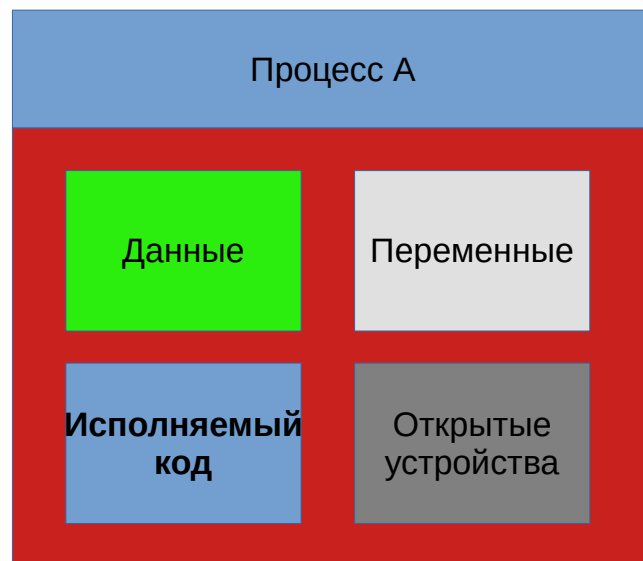 Процесс А
Данные
Переменные
Исполняемый
код
Открытые
устройства